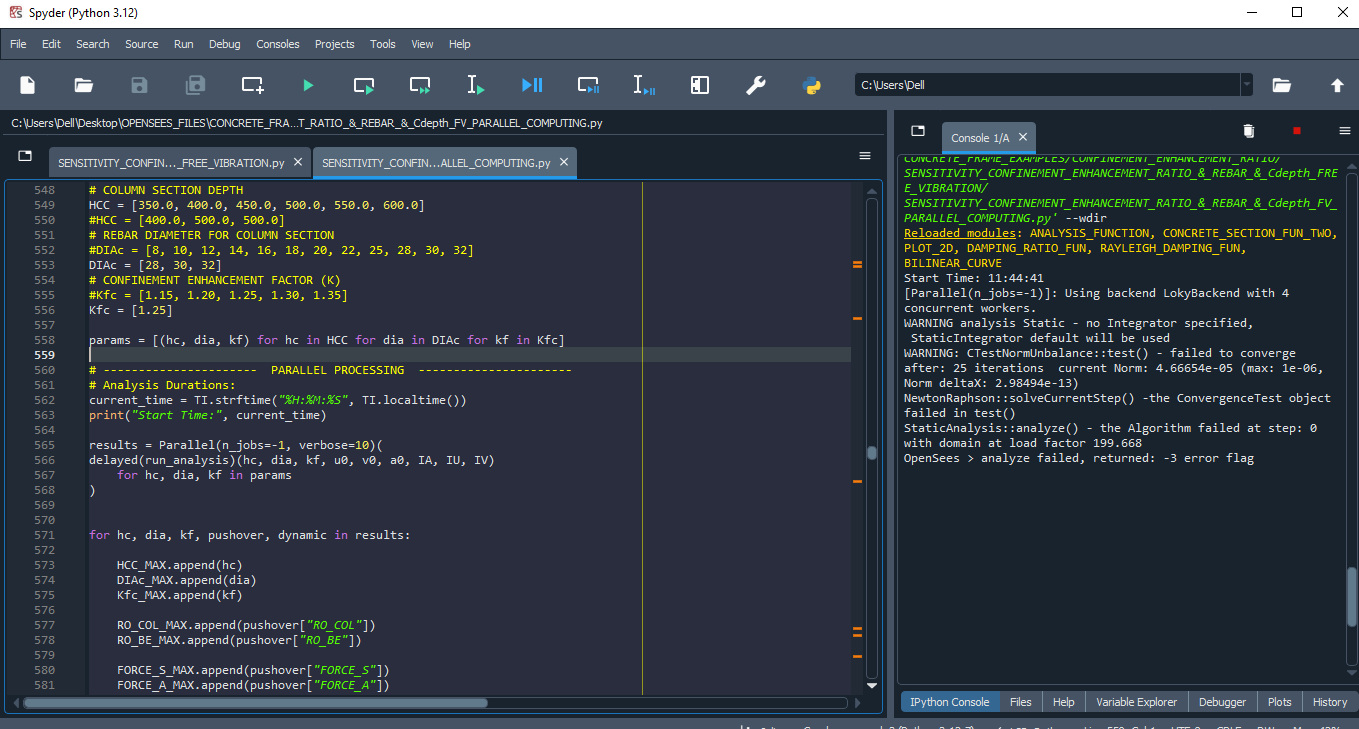 Spyder (Python 3.12)
File Edit Search Source Run Debug Consoles Projects Tools View Help
C:\Users\Dell
C:\Users\Dell\Desktop\OPENSEES_FILES\CONCRETE_FRA...T_RATIO_&_REBAR_&_Cdepth_FV_PARALLEL_COMPUTING.py
SENSITIVITY_CONFIN..._FREE_VIBRATION.py
SENSITIVITY_CONFIN...ALLEL_COMPUTING.py
548 # COLUMN SECTION DEPTH
549 HCC = [350.0, 400.0, 450.0, 500.0, 550.0, 600.0]
550 #HCC = [400.0, 500.0, 500.0]
551 # REBAR DIAMETER FOR COLUMN SECTION
552 #DIAc = [8, 10, 12, 14, 16, 18, 20, 22, 25, 28, 30, 32]
553 DIAc = [28, 30, 32]
554 # CONFINEMENT ENHANCEMENT FACTOR (K)
555 #Kfc = [1.15, 1.20, 1.25, 1.30, 1.35]
556 Kfc = [1.25]
557
558 params = [(hc, dia, kf) for hc in HCC for dia in DIAc for kf in Kfc]
559
560 # ---------------------- PARALLEL PROCESSING ----------------------
561 # Analysis Durations:
562 current_time = TI.strftime("%H:%M:%S", TI.localtime())
563 print("Start Time:", current_time)
564
565 results = Parallel(n_jobs=-1, verbose=10)(
566 delayed(run_analysis)(hc, dia, kf, u0, v0, a0, IA, IU, IV)
567     for hc, dia, kf in params
568 )
569
570
571 for hc, dia, kf, pushover, dynamic in results:
572
573     HCC_MAX.append(hc)
574     DIAc_MAX.append(dia)
575     Kfc_MAX.append(kf)
576
577     RO_COL_MAX.append(pushover["RO_COL"])
578     RO_BE_MAX.append(pushover["RO_BE"])
579
580     FORCE_S_MAX.append(pushover["FORCE_S"])
581     FORCE_A_MAX.append(pushover["FORCE_A"])
Console 1/A
CONCRETE_FRAME_EXAMPLES/CONFINEMENT_ENHANCEMENT_RATIO/
SENSITIVITY_CONFINEMENT_ENHANCEMENT_RATIO_&_REBAR_&_Cdepth_FRE
E_VIBRATION/
SENSITIVITY_CONFINEMENT_ENHANCEMENT_RATIO_&_REBAR_&_Cdepth_FV_
PARALLEL_COMPUTING.py' --wdir
Reloaded modules: ANALYSIS_FUNCTION, CONCRETE_SECTION_FUN_TWO,
PLOT_2D, DAMPING_RATIO_FUN, RAYLEIGH_DAMPING_FUN,
BILINEAR_CURVE
Start Time: 11:44:41
[Parallel(n_jobs=-1)]: Using backend LokyBackend with 4
concurrent workers.
WARNING analysis Static - no Integrator specified,
 StaticIntegrator default will be used
WARNING: CTestNormUnbalance::test() - failed to converge
after: 25 iterations  current Norm: 4.66654e-05 (max: 1e-06,
Norm deltaX: 2.98494e-13)
NewtonRaphson::solveCurrentStep() -the ConvergenceTest object
failed in test()
StaticAnalysis::analyze() - the Algorithm failed at step: 0
with domain at load factor 199.668
OpenSees > analyze failed, returned: -3 error flag
IPython Console Files Help Variable Explorer Debugger Plots History